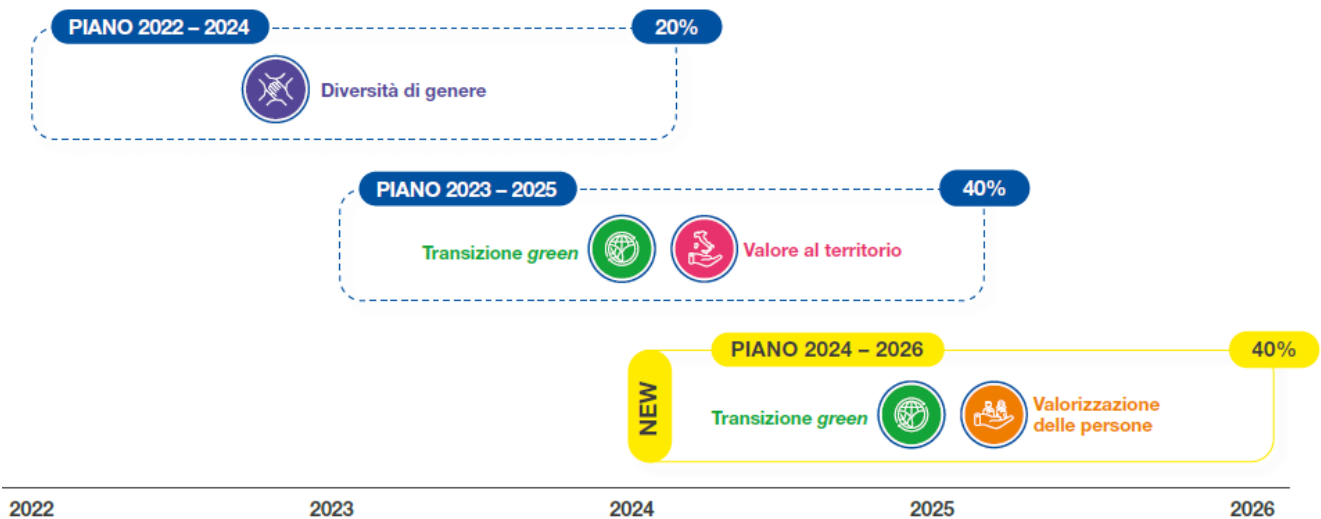 PIANO 2022 – 2024
20%
Diversità di genere
PIANO 2023 – 2025
40%
Transizione green
Valore al territorio
PIANO 2024 – 2026
40%
NEW
Transizione green
Valorizzazione
delle persone
2022
2023
2024
2025
2026